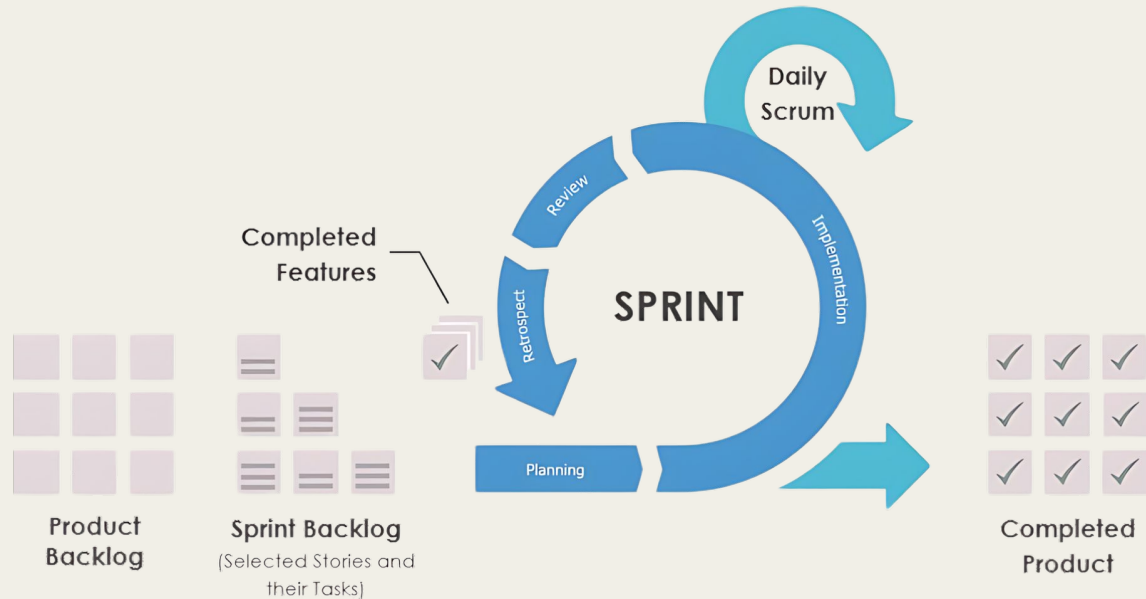 Daily
Scrum
Review
Implementation
Completed
Features
SPRINT
Retrospect
Planning
Product
Backlog
Sprint Backlog
(Selected Stories and
their Tasks)
Completed
Product